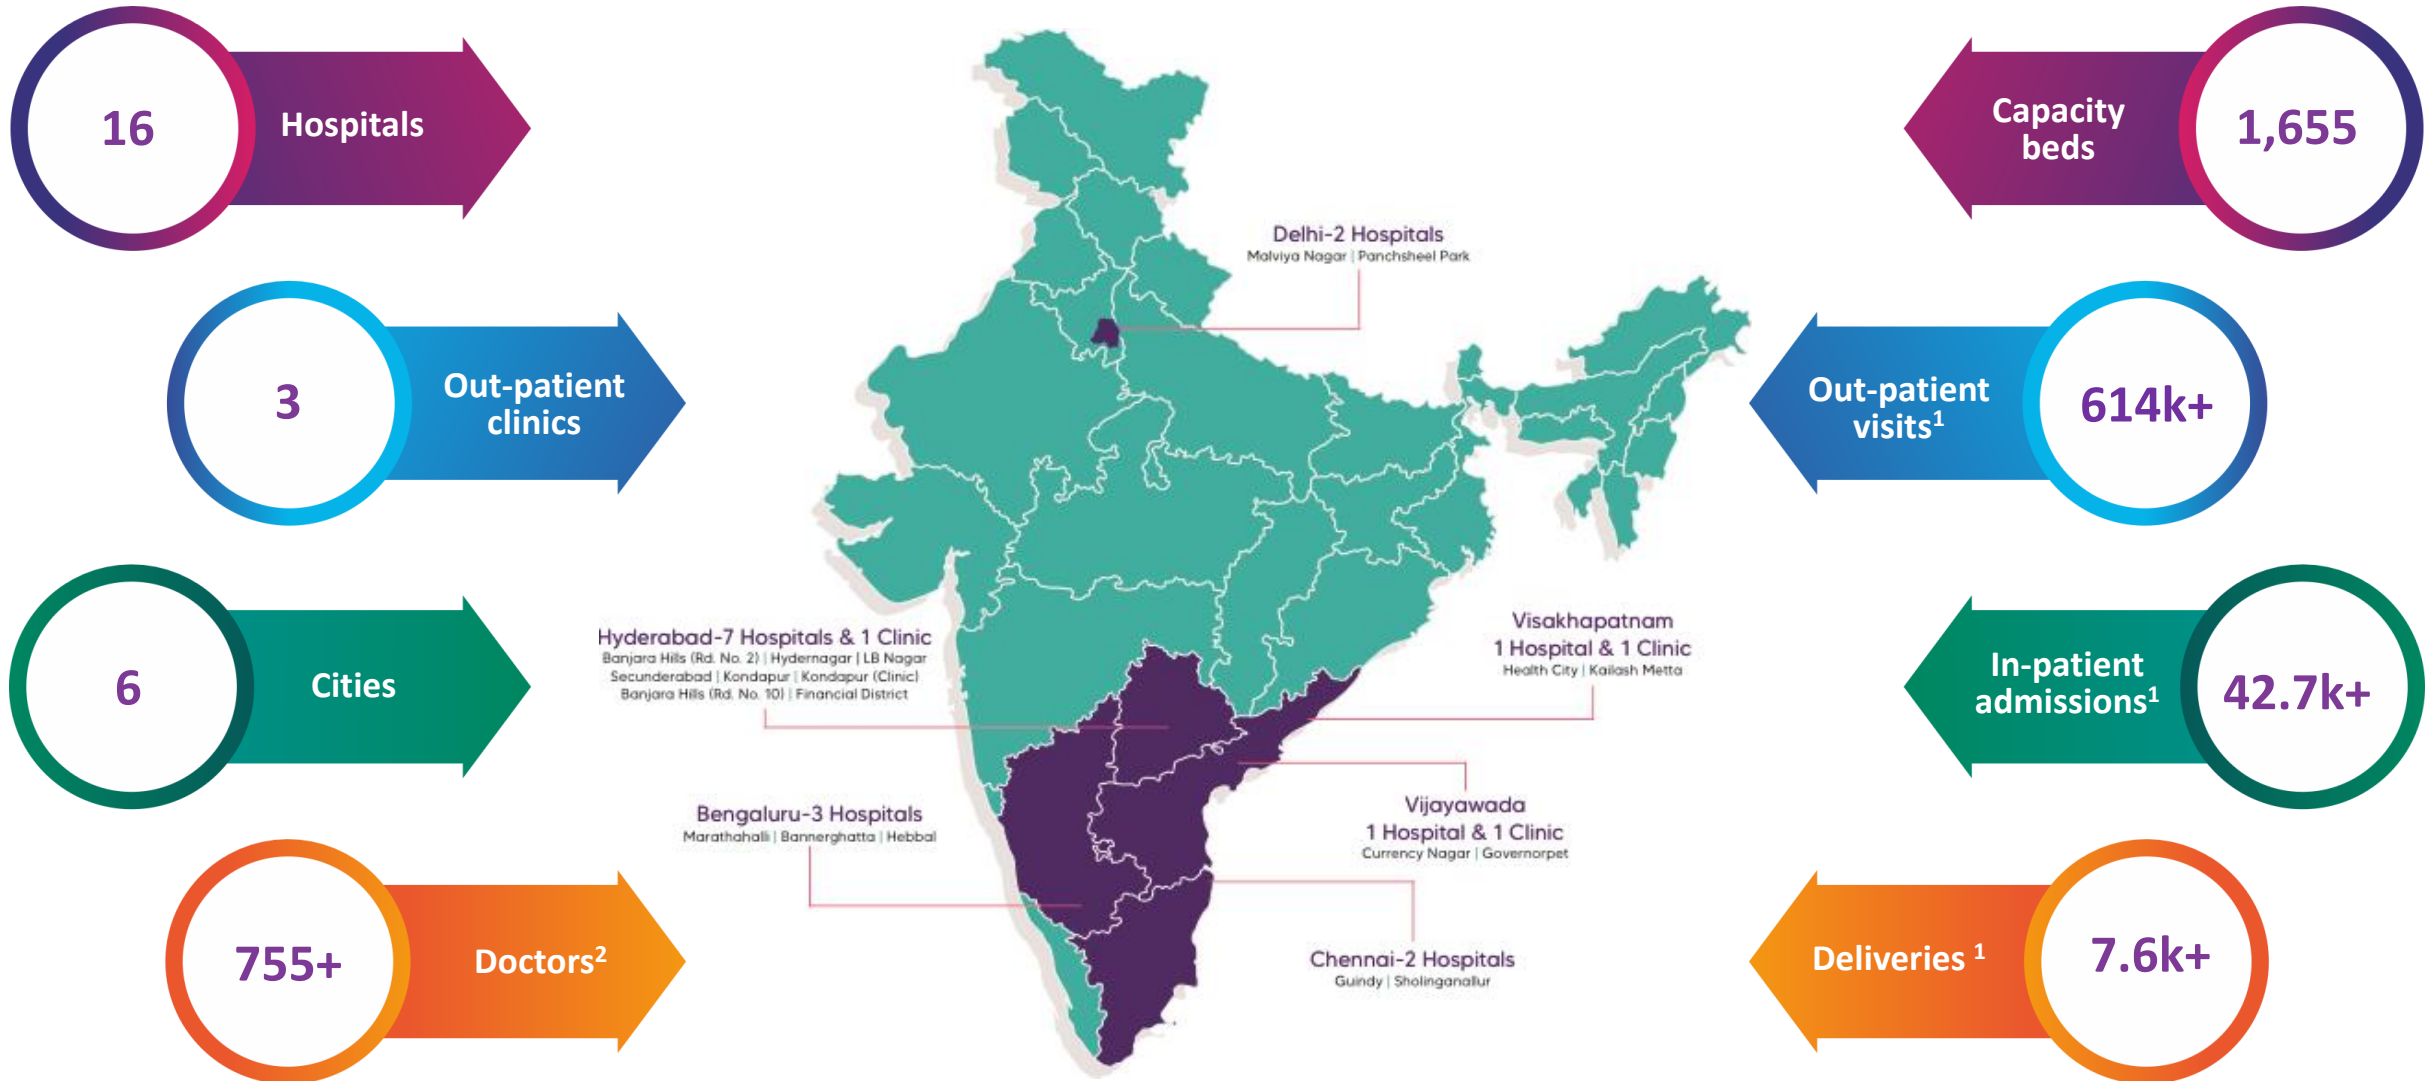 16
Hospitals
3
Out-patient
clinics
6
Cities
755+
Doctors²
Delhi-2 Hospitals
Malviya Nagar | Panchsheel Park
Hyderabad-7 Hospitals & 1 Clinic
Banjara Hills (Rd. No. 2) | Hydernagar | LB Nagar
Secunderabad | Kondapur | Kondapur (Clinic)
Banjara Hills (Rd. No. 10) | Financial District
Bengaluru-3 Hospitals
Marathahalli | Bannerghatta | Hebbal
Visakhapatnam
1 Hospital & 1 Clinic
Health City | Kailash Metta
Vijayawada
1 Hospital & 1 Clinic
Currency Nagar | Governorpet
Chennai-2 Hospitals
Guindy | Sholinganallur
Capacity
beds
1,655
Out-patient
visits¹
614k+
In-patient
admissions¹
42.7k+
Deliveries ¹
7.6k+